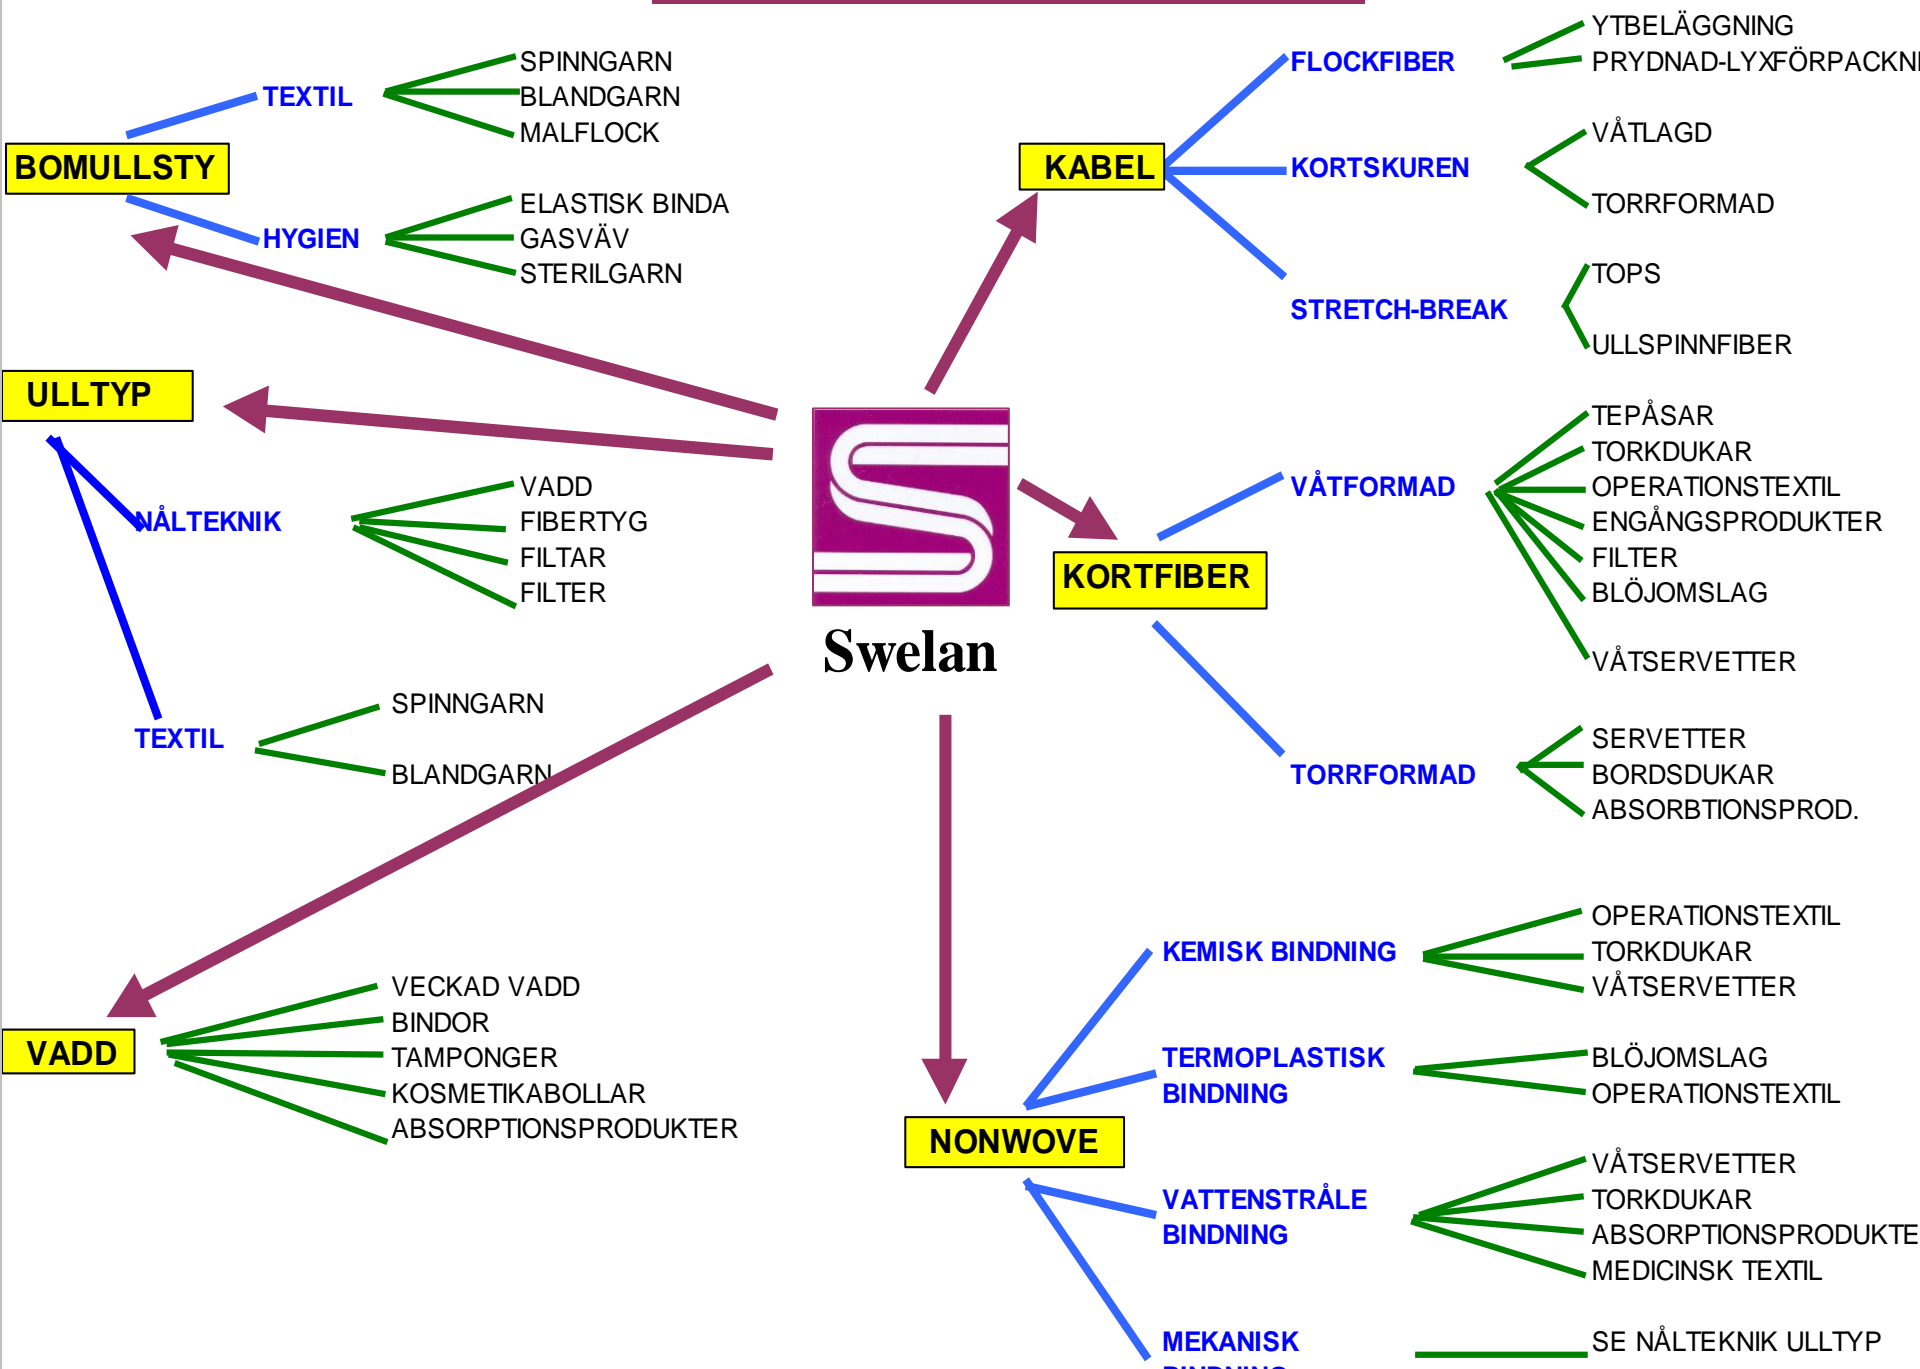 TEXTIL
SPINNGARN
BLANDGARN
MALFLOCK
BOMULLSTY
HYGIEN
ELASTISK BINDA
GASVÄV
STERILGARN
ULLTYP
NÅLTEKNIK
VADD
FIBERTYG
FILTAR
FILTER
TEXTIL
SPINNGARN
BLANDGARN
VADD
VECKAD VADD
BINDOR
TAMPONGER
KOSMETIKABOLLAR
ABSORPTIONSPRODUKTER
Swelan
KABEL
FLOCKFIBER
YTBELÄGGNING
PRYDNAD-LYXFÖRPACKN
KORTSKUREN
VÅTLAGD
TORRFORMAD
STRETCH-BREAK
TOPS
ULLSPINNFIBER
KORTFIBER
VÅTFORMAD
TEPÅSAR
TORKDUKAR
OPERATIONSTEXTIL
ENGÅNGSPRODUKTER
FILTER
BLÖJOMSLAG
VÅTSERVETTER
TORRFORMAD
SERVETTER
BORDSDUKAR
ABSORBTIONSPROD.
NONWOVE
KEMISK BINDNING
OPERATIONSTEXTIL
TORKDUKAR
VÅTSERVETTER
TERMOPLASTISK
BINDNING
BLÖJOMSLAG
OPERATIONSTEXTIL
VATTENSTRÅLE
BINDNING
VÅTSERVETTER
TORKDUKAR
ABSORPTIONSPRODUKTE
MEDICINSK TEXTIL
MEKANISK
BINDNING
SE NÅLTEKNIK ULLTYP